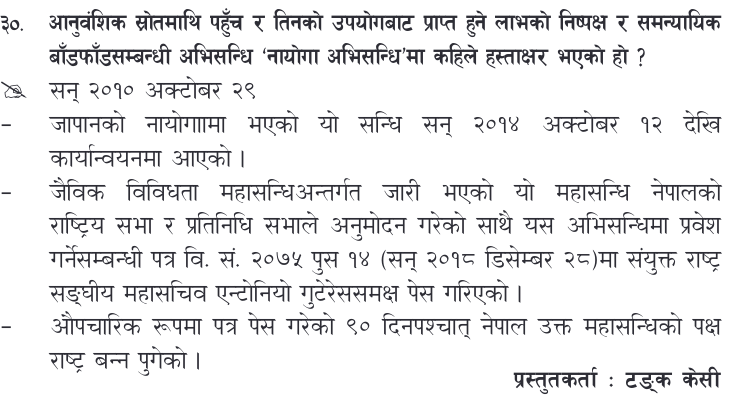 ३०. आनुवंशिक स्रोतमाथि पहुँच र तिनको उपयोगबाट प्राप्त हुने लाभको निष्पक्ष र समन्यायिक
बाँडफाँडसम्बन्धी अभिसन्धि ‘नायोगा अभिसन्धि’मा कहिले हस्ताक्षर भएको हो ?
सन् २०१० अक्टोबर २९
– जापानको नायोगाामा भएको यो सन्धि सन् २०१४ अक्टोबर १२ देखि
कार्यान्वयनमा आएको ।
– जैविक विविधता महासन्धिअन्तर्गत जारी भएको यो महासन्धि नेपालको
राष्ट्रिय सभा र प्रतिनिधि सभाले अनुमोदन गरेको साथै यस अभिसन्धिमा प्रवेश
गर्नेसम्बन्धी पत्र वि. सं. २०७५ पुस १४ (सन् २०१८ डिसेम्बर २८)मा संयुक्त राष्ट्र
सङ्घीय महासचिव एन्टोनियो गुटेरेससमक्ष पेस गरिएको ।
– औपचारिक रूपमा पत्र पेस गरेको ९० दिनपश्चात् नेपाल उक्त महासन्धिको पक्ष
राष्ट्र बन्न पुगेको ।
प्रस्तुतकर्ता : टङ्क केसी